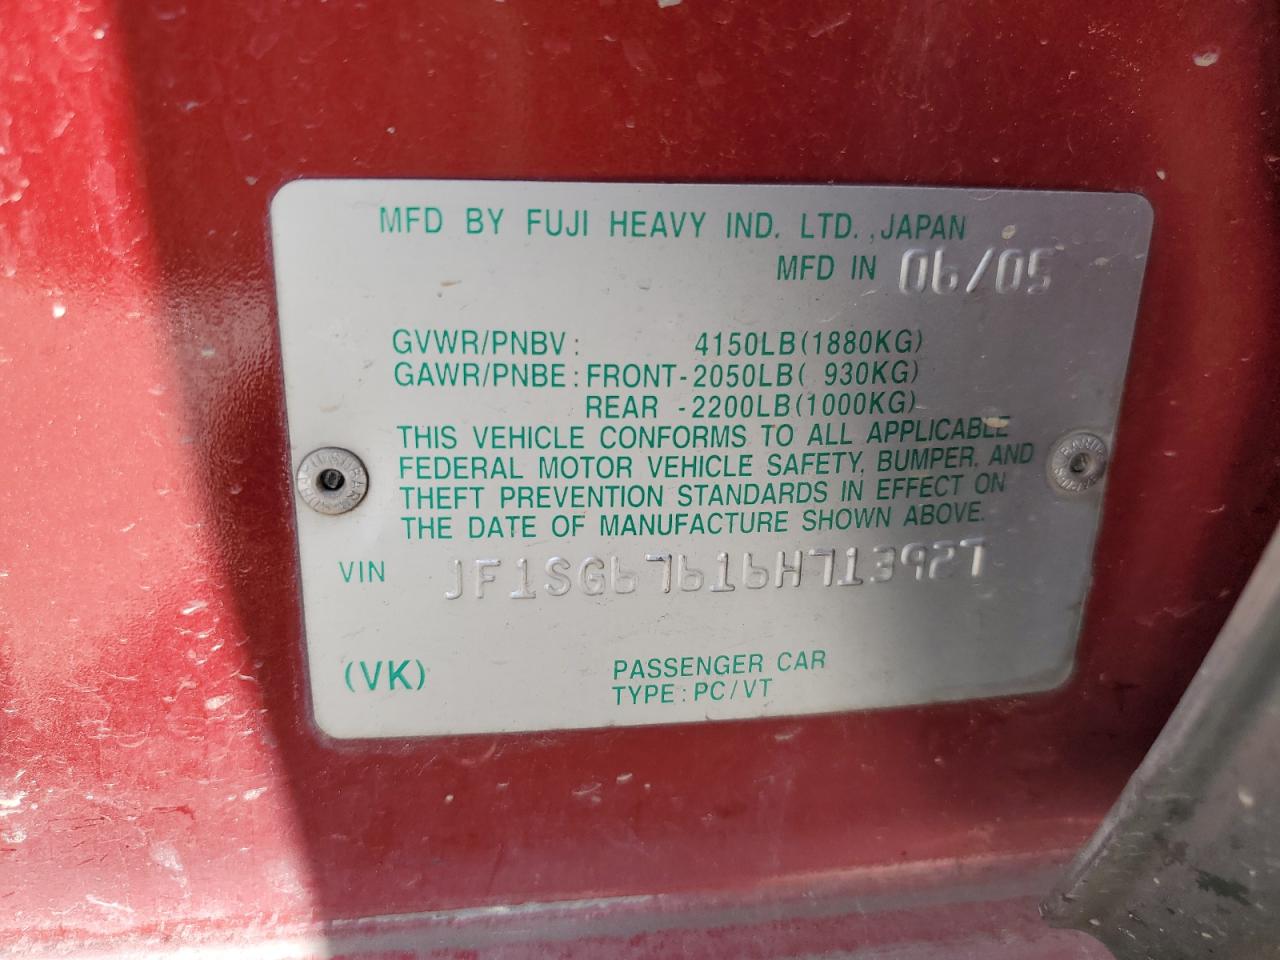 MFD BY FUJI HEAVY IND. LTD., JAPAN
MFD IN 06/05
GVWR/PNBV: 4150LB(1880KG)
GAWR/PNBE: FRONT-2050LB( 930KG)
REAR -2200LB(1000KG)
THIS VEHICLE CONFORMS TO ALL APPLICABLE
FEDERAL MOTOR VEHICLE SAFETY, BUMPER, AND
THEFT PREVENTION STANDARDS IN EFFECT ON
THE DATE OF MANUFACTURE SHOWN ABOVE.
VIN JF1SG67616H713927
(VK) PASSENGER CAR
TYPE: PC/VT